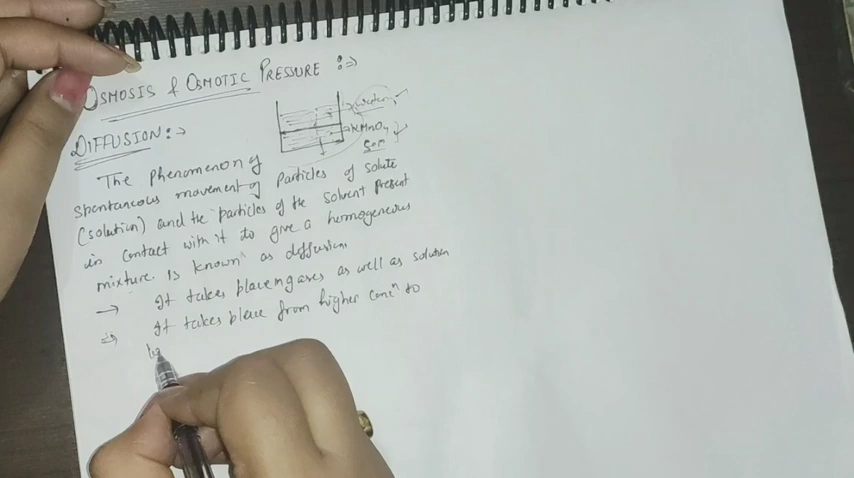 OSMOSIS & OSMOTIC PRESSURE :→
→ water
→ KMnO4
Son
DIFFUSION :→
The Phenomenon of
spontaneous movement of Particles of solute
(solution) and the particles of the solvent present
in contact with it to give a homogeneous
mixture. Is known as diffusion.
→ It takes place in gases as well as solution
⇒ It takes place from higher concn to
lo